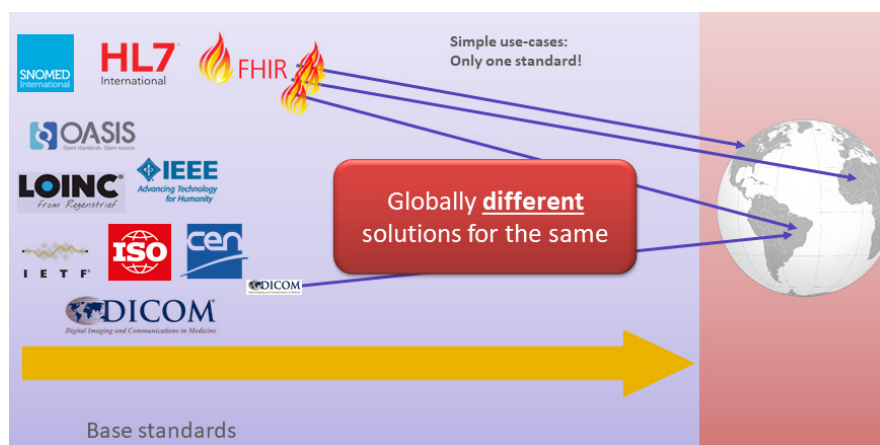 SNOMED
International
HL7®
International
FHIR
Simple use-cases:
Only one standard!
OASIS
Open standards. Open source.
LOINC®
from Regenstrief
IEEE
Advancing Technology
for Humanity
Globally different
solutions for the same
IETF®
ISO
cen
DICOM
DICOM®
Digital Imaging and Communications in Medicine
Base standards